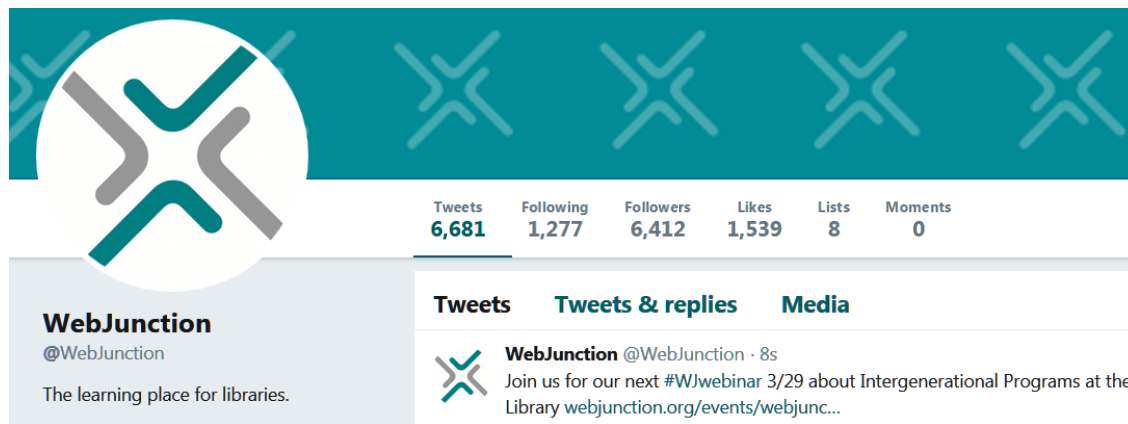 Tweets Following Followers Likes Lists Moments
6,681 1,277 6,412 1,539 8 0
WebJunction
@WebJunction
The learning place for libraries.
Tweets Tweets & replies Media
WebJunction @WebJunction · 8s
Join us for our next #WJwebinar 3/29 about Intergenerational Programs at the
Library webjunction.org/events/webjunc...